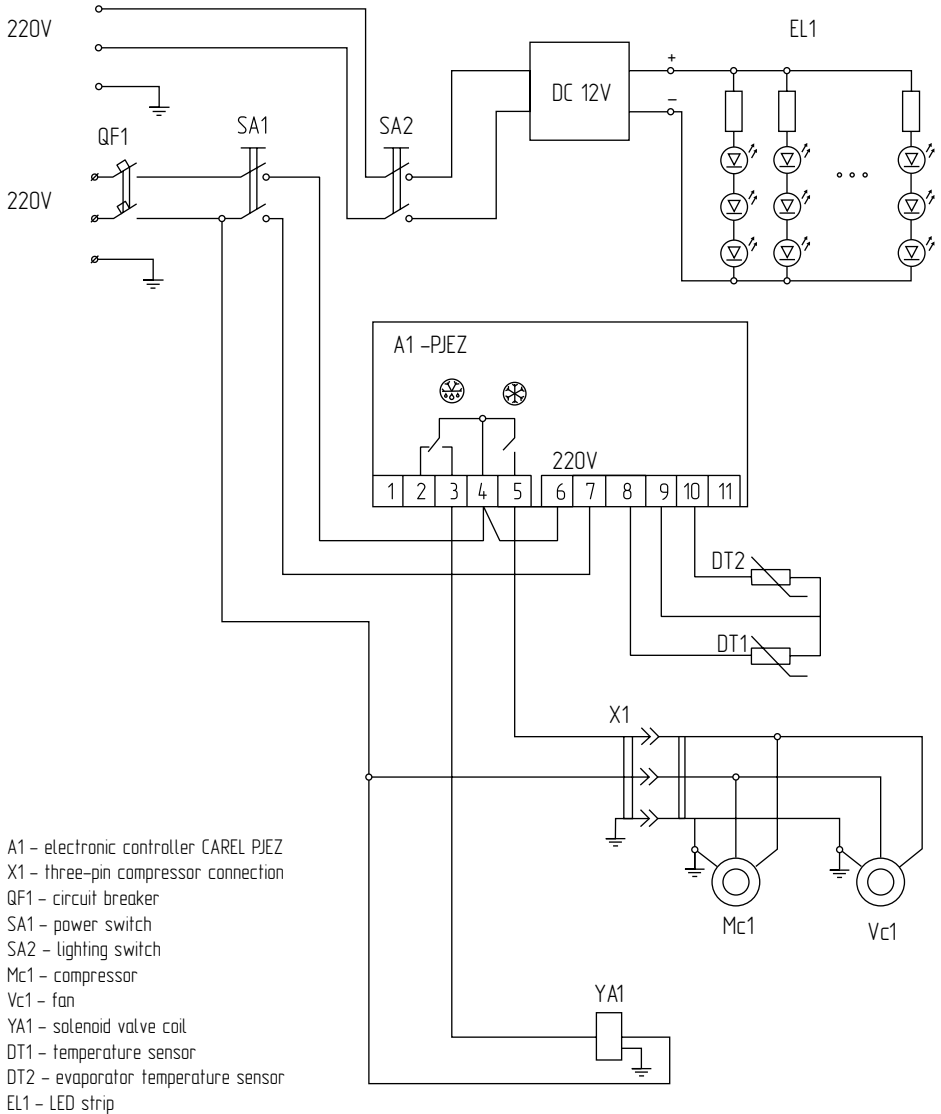 220V
EL1
+
DC 12V
–
QF1
SA1
SA2
220V
A1 –PJEZ
220V
1 2 3 4 5 6 7 8 9 10 11
DT2
DT1
X1
Mc1
Vc1
YA1
A1 – electronic controller CAREL PJEZ
X1 – three–pin compressor connection
QF1 – circuit breaker
SA1 – power switch
SA2 – lighting switch
Mc1 – compressor
Vc1 – fan
YA1 – solenoid valve coil
DT1 – temperature sensor
DT2 – evaporator temperature sensor
EL1 – LED strip